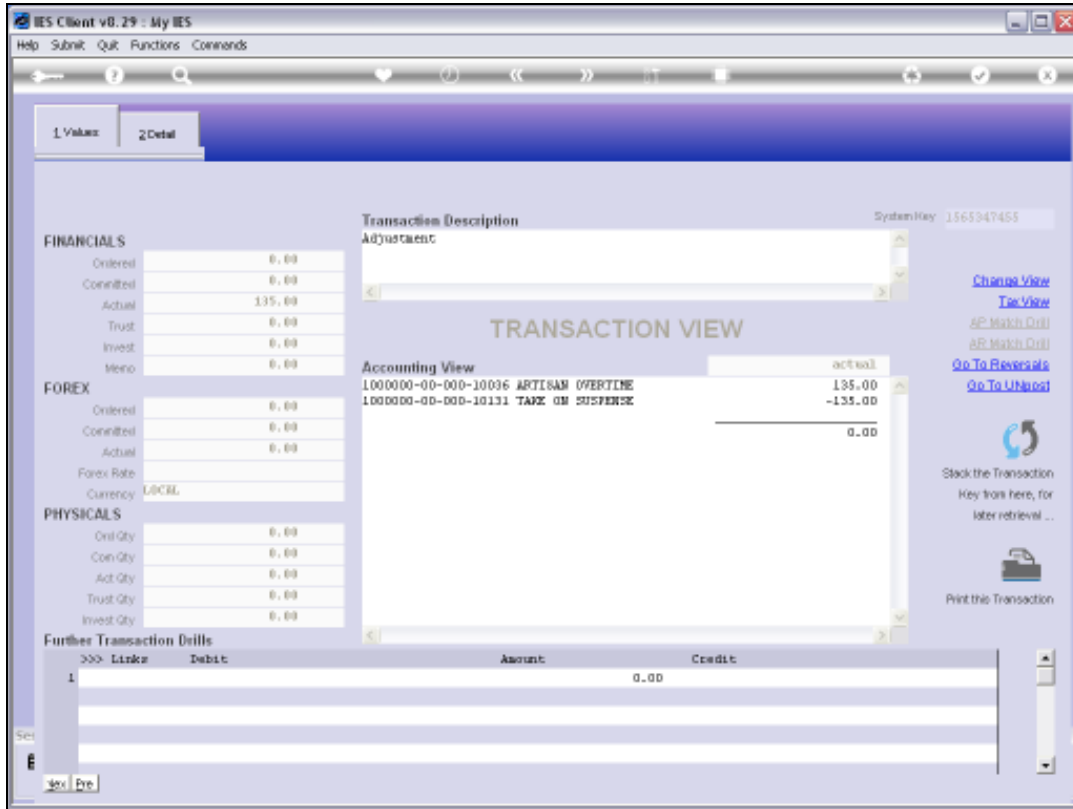 IES Client v8.29 : My IES
Help Submit Quit Functions Commands
1 Values 2 Detail
Transaction Description System Key 1565347455
Adjustment
FINANCIALS
Ordered 0.00
Committed 0.00
Actual 135.00
Trust 0.00
Invest 0.00
Memo 0.00
Change View
Tax View
AP Match Drill
AR Match Drill
Go To Reversals
Go To UNpost
TRANSACTION VIEW
Accounting View actual
1000000-00-000-10036 ARTISAN OVERTIME 135.00
1000000-00-000-10131 TAKE ON SUSPENSE -135.00
0.00
FOREX
Ordered 0.00
Committed 0.00
Actual 0.00
Forex Rate
Currency LOCAL
Stack the Transaction
Key from here, for
later retrieval ...
PHYSICALS
Ord Qty 0.00
Com Qty 0.00
Act Qty 0.00
Trust Qty 0.00
Invest Qty 0.00
Print this Transaction
Further Transaction Drills
>>> Links Debit Amount Credit
1 0.00
Pre